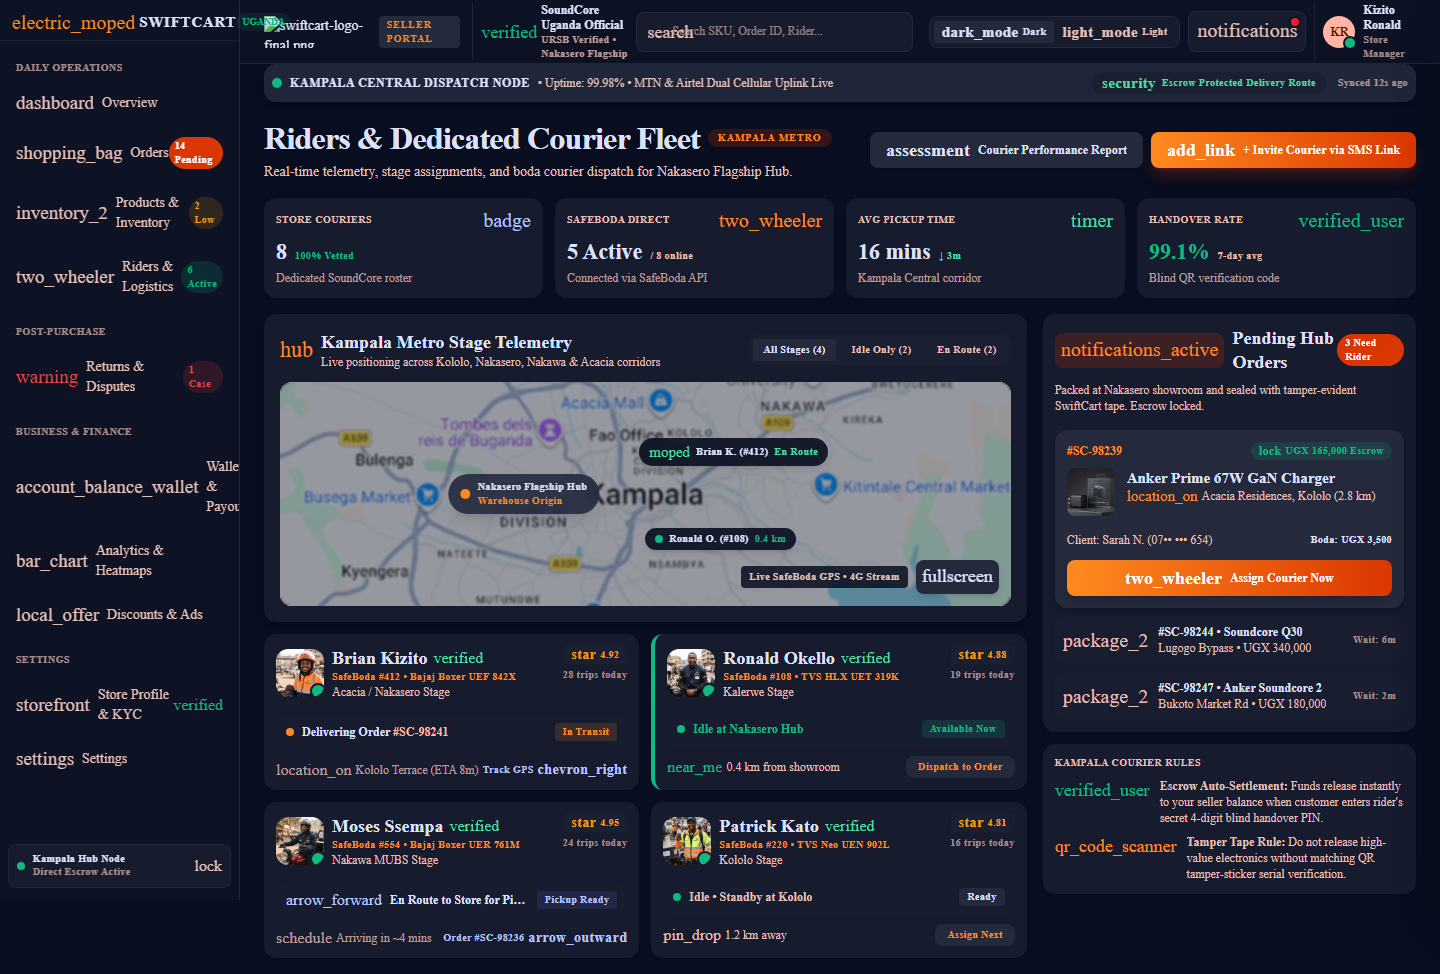 electric_moped SWIFTCART UGANDA
DAILY OPERATIONS
dashboard Overview
shopping_bag Orders 14 Pending
inventory_2 Products & Inventory 2 Low
two_wheeler Riders & Logistics 6 Active
POST-PURCHASE
warning Returns & Disputes 1 Case
BUSINESS & FINANCE
account_balance_wallet Walle & Payou
bar_chart Analytics & Heatmaps
local_offer Discounts & Ads
SETTINGS
storefront Store Profile & KYC verified
settings Settings
Kampala Hub Node
Direct Escrow Active
lock
swiftcart-logo-final.png
SELLER PORTAL
verified
SoundCore Uganda Official
URSB Verified • Nakasero Flagship
search
Search SKU, Order ID, Rider...
dark_mode Dark
light_mode Light
notifications
KR
Kizito Ronald
Store Manager
KAMPALA CENTRAL DISPATCH NODE • Uptime: 99.98% • MTN & Airtel Dual Cellular Uplink Live
security Escrow Protected Delivery Route
Synced 12s ago
Riders & Dedicated Courier Fleet KAMPALA METRO
Real-time telemetry, stage assignments, and boda courier dispatch for Nakasero Flagship Hub.
assessment Courier Performance Report
add_link + Invite Courier via SMS Link
STORE COURIERS badge
8 100% Vetted
Dedicated SoundCore roster
SAFEBODA DIRECT two_wheeler
5 Active / 8 online
Connected via SafeBoda API
AVG PICKUP TIME timer
16 mins ↓ 3m
Kampala Central corridor
HANDOVER RATE verified_user
99.1% 7-day avg
Blind QR verification code
hub Kampala Metro Stage Telemetry
Live positioning across Kololo, Nakasero, Nakawa & Acacia corridors
All Stages (4)
Idle Only (2)
En Route (2)
BWEYOGERERE
Acacia Mall
NAKAWA
KIREKA
A109
Tombes des
reis de Buganda
Fao Office
KOLOLO
A109
Bulenga
moped Brian K. (#412) En Route
DIVISION
Busega Market
Nakasero Flagship Hub
Warehouse Origin
Kampala
Kitintale Central Market
DIVISION
Ronald O. (#108) 0.4 km
NATEETE
A109
NSAMBYA
Kyengera
MUTUNDWE
Live SafeBoda GPS • 4G Stream
fullscreen
Brian Kizito verified
SafeBoda #412 • Bajaj Boxer UEF 842X
Acacia / Nakasero Stage
star 4.92
28 trips today
Delivering Order #SC-98241
In Transit
location_on Kololo Terrace (ETA 8m)
Track GPS chevron_right
Ronald Okello verified
SafeBoda #108 • TVS HLX UET 319K
Kalerwe Stage
star 4.88
19 trips today
Idle at Nakasero Hub
Available Now
near_me 0.4 km from showroom
Dispatch to Order
Moses Ssempa verified
SafeBoda #554 • Bajaj Boxer UER 761M
Nakawa MUBS Stage
star 4.95
24 trips today
arrow_forward En Route to Store for Pi...
Pickup Ready
schedule Arriving in ~4 mins
Order #SC-98236 arrow_outward
Patrick Kato verified
SafeBoda #220 • TVS Neo UEN 902L
Kololo Stage
star 4.81
16 trips today
Idle • Standby at Kololo
Ready
pin_drop 1.2 km away
Assign Next
notifications_active
Pending Hub Orders
3 Need Rider
Packed at Nakasero showroom and sealed with tamper-evident
SwiftCart tape. Escrow locked.
#SC-98239
lock UGX 165,000 Escrow
Anker Prime 67W GaN Charger
location_on Acacia Residences, Kololo (2.8 km)
Client: Sarah N. (07•• ••• 654)
Boda: UGX 3,500
two_wheeler Assign Courier Now
package_2
#SC-98244 • Soundcore Q30
Lugogo Bypass • UGX 340,000
Wait: 6m
package_2
#SC-98247 • Anker Soundcore 2
Bukoto Market Rd • UGX 180,000
Wait: 2m
KAMPALA COURIER RULES
verified_user
Escrow Auto-Settlement: Funds release instantly
to your seller balance when customer enters rider's
secret 4-digit blind handover PIN.
qr_code_scanner
Tamper Tape Rule: Do not release high-
value electronics without matching QR
tamper-sticker serial verification.